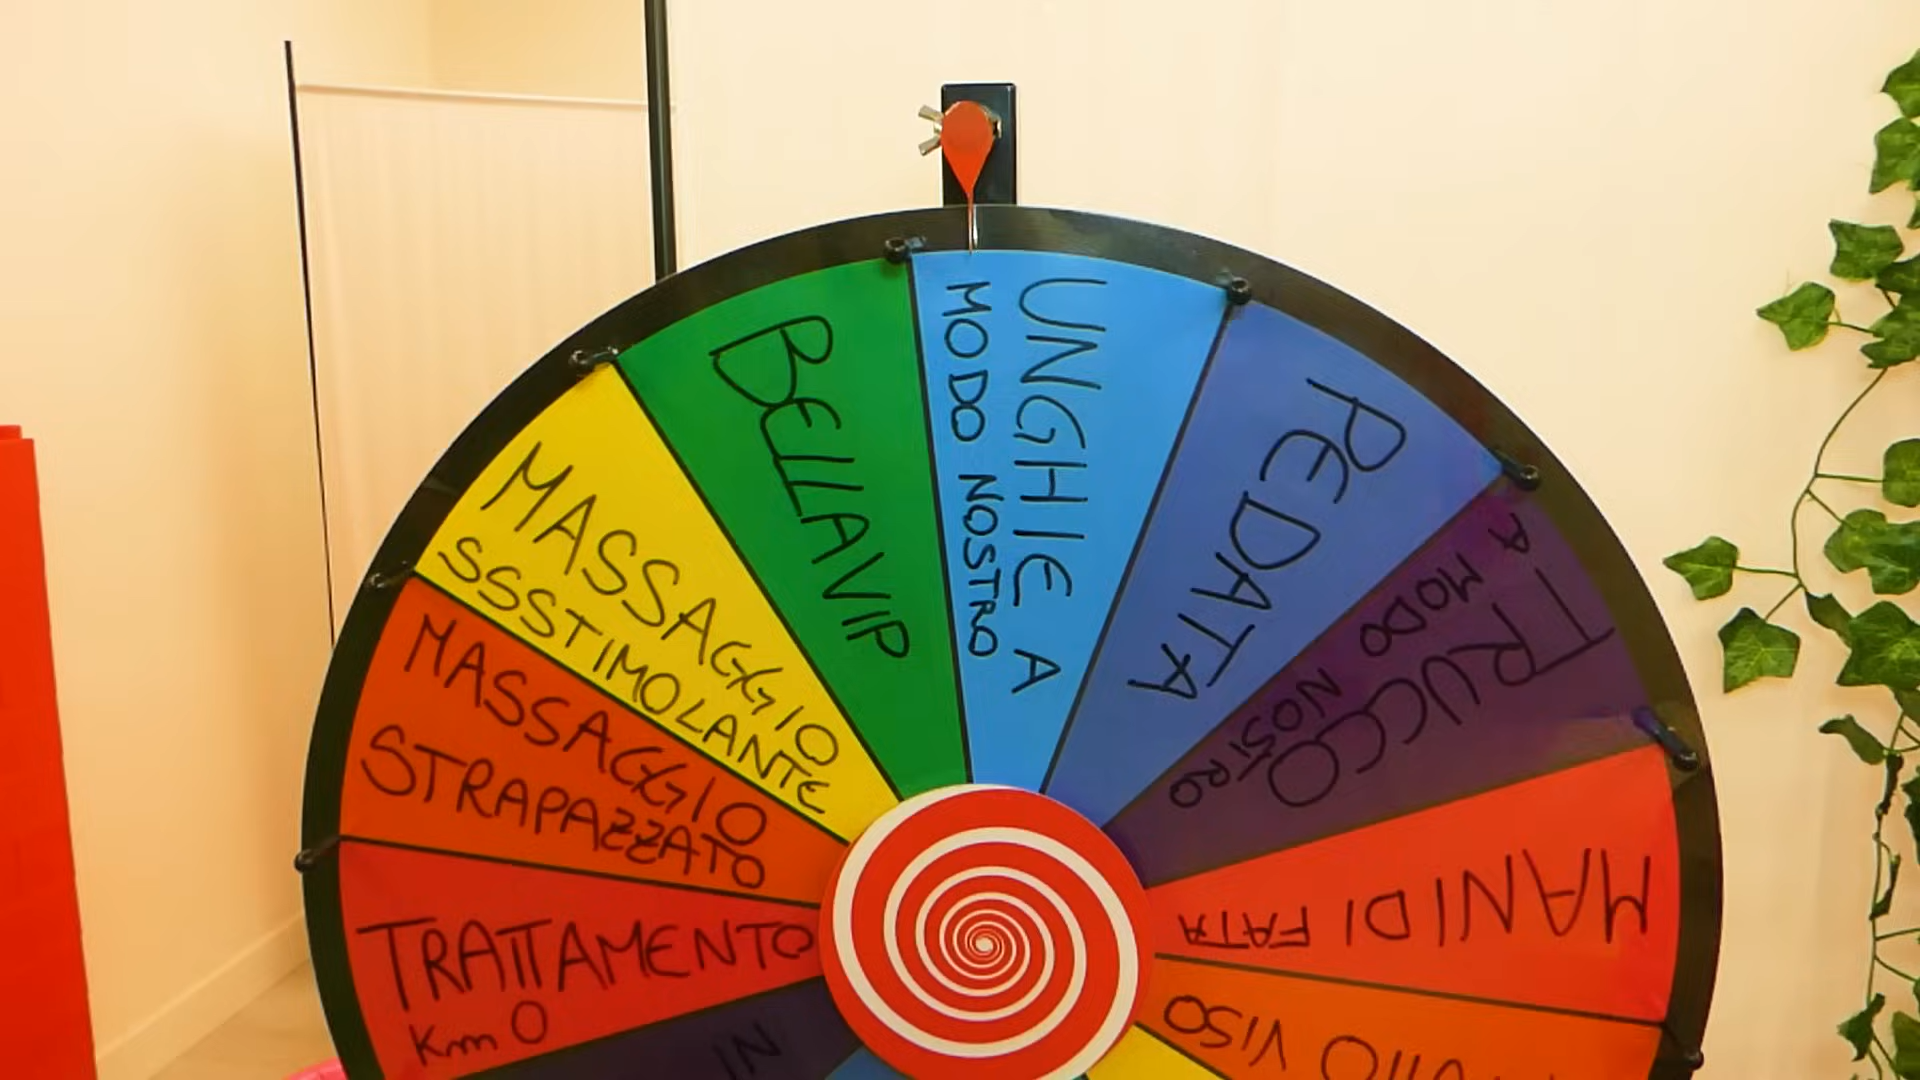 BELLAVIP
UNGHIE A
MODO NOSTRO
PEDATA
TRUCCO
A MODO NOSTRO
MANI DI FATA
VISO
MASSAGGIO
SSSTIMOLANTE
MASSAGGIO
STRAPAZZATO
TRATTAMENTO
Km 0